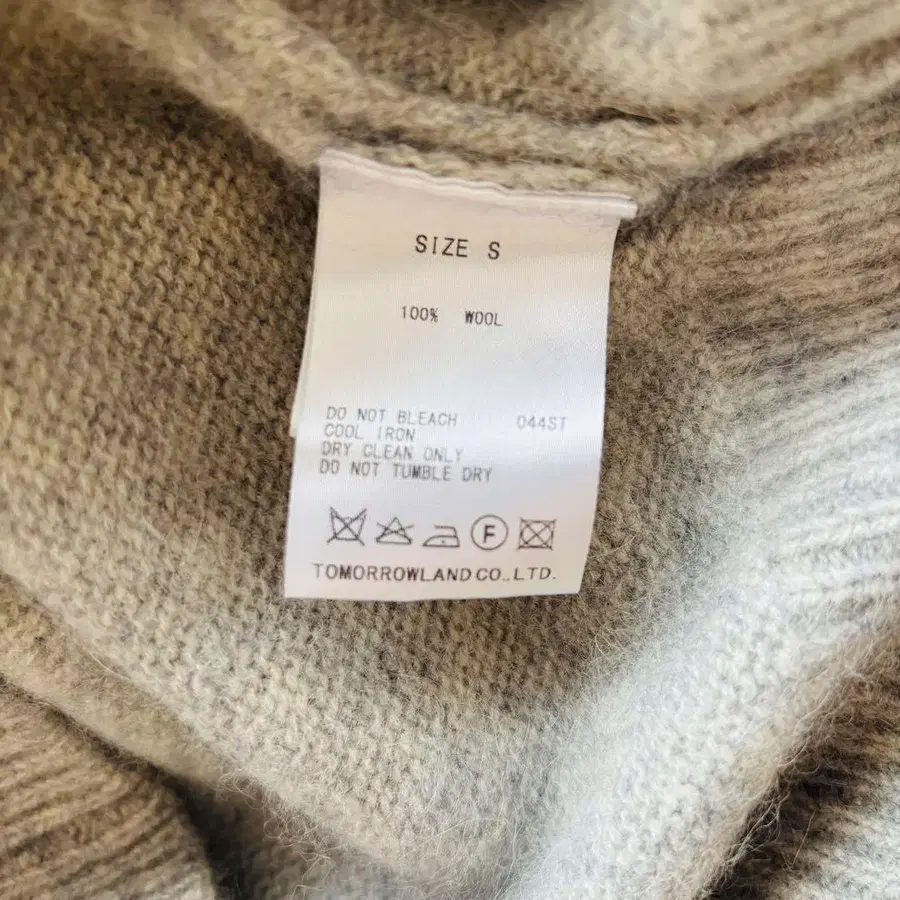 SIZE S
100% WOOL
DO NOT BLEACH 044ST
COOL IRON
DRY CLEAN ONLY
DO NOT TUMBLE DRY
F
TOMORROWLAND CO.,LTD.